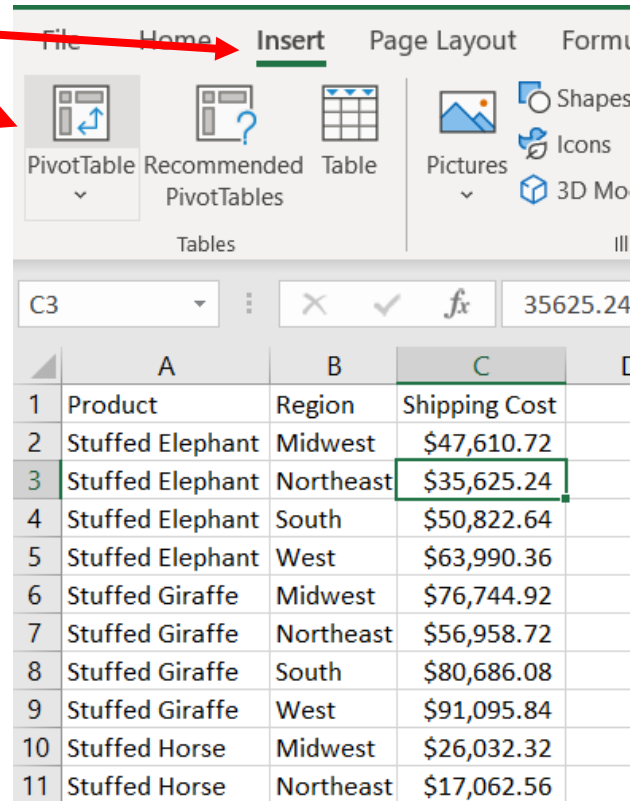 File Home Insert Page Layout Formu
Shapes
Icons
PivotTable Recommended Table Pictures 3D Mo
PivotTables
Tables Ill
C3 fx 35625.24
A B C D
1 Product Region Shipping Cost
2 Stuffed Elephant Midwest $47,610.72
3 Stuffed Elephant Northeast $35,625.24
4 Stuffed Elephant South $50,822.64
5 Stuffed Elephant West $63,990.36
6 Stuffed Giraffe Midwest $76,744.92
7 Stuffed Giraffe Northeast $56,958.72
8 Stuffed Giraffe South $80,686.08
9 Stuffed Giraffe West $91,095.84
10 Stuffed Horse Midwest $26,032.32
11 Stuffed Horse Northeast $17,062.56